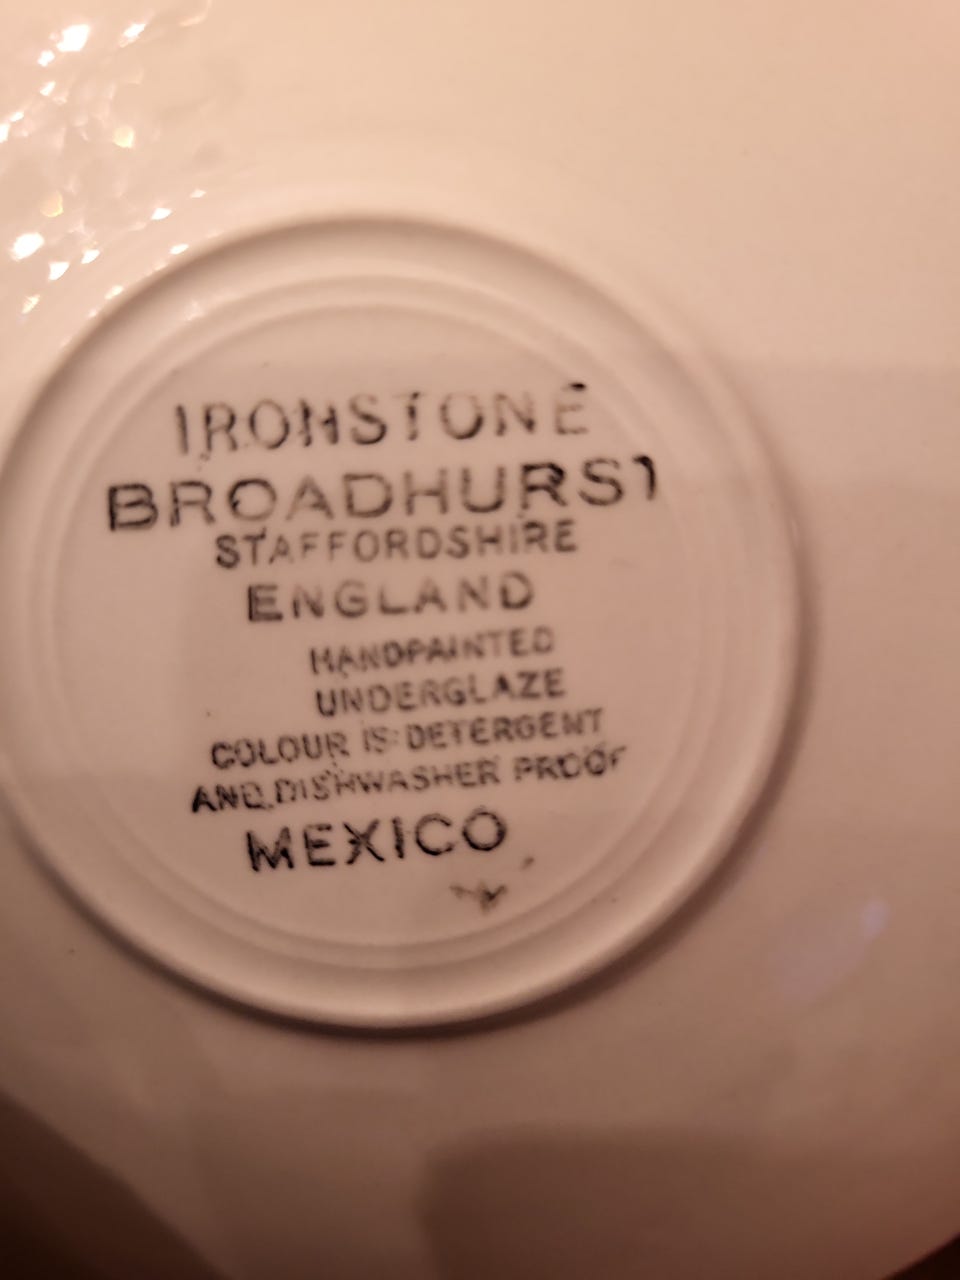 IRONSTONE
BROADHURST
STAFFORDSHIRE
ENGLAND
HANDPAINTED
UNDERGLAZE
COLOUR IS DETERGENT
AND DISHWASHER PROOF
MEXICO